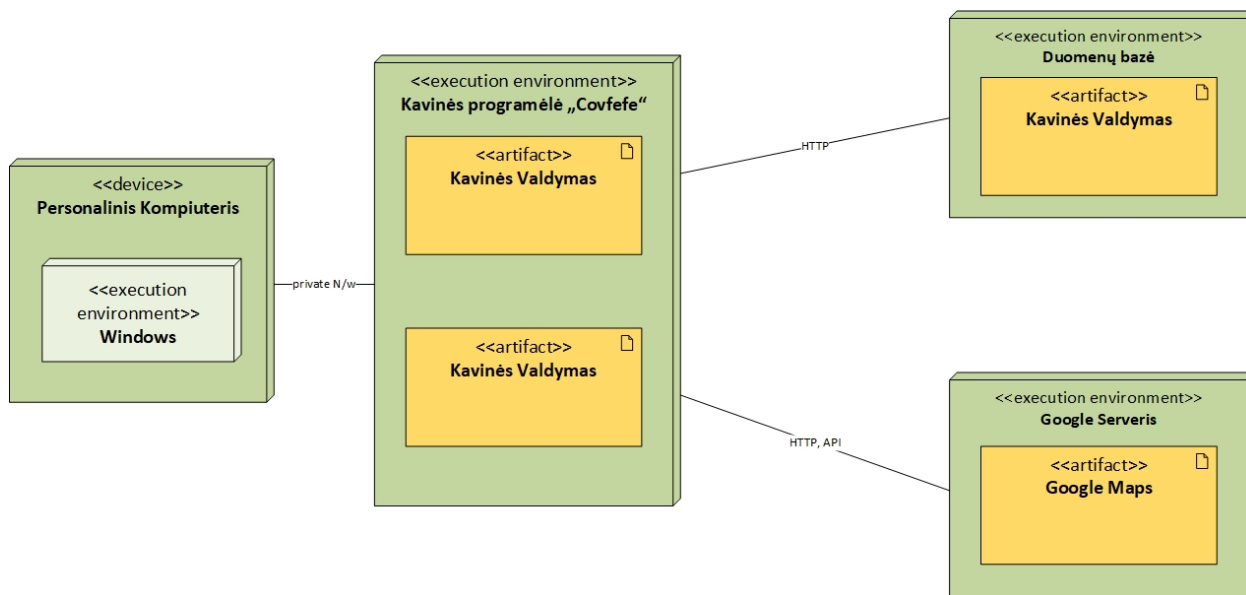 <<device>>
Personalinis Kompiuteris
<<execution
environment>>
Windows
private N/w
<<execution environment>>
Kavinės programėlė „Covfefe“
<<artifact>>
Kavinės Valdymas
<<artifact>>
Kavinės Valdymas
HTTP
HTTP, API
<<execution environment>>
Duomenų bazė
<<artifact>>
Kavinės Valdymas
<<execution environment>>
Google Serveris
<<artifact>>
Google Maps